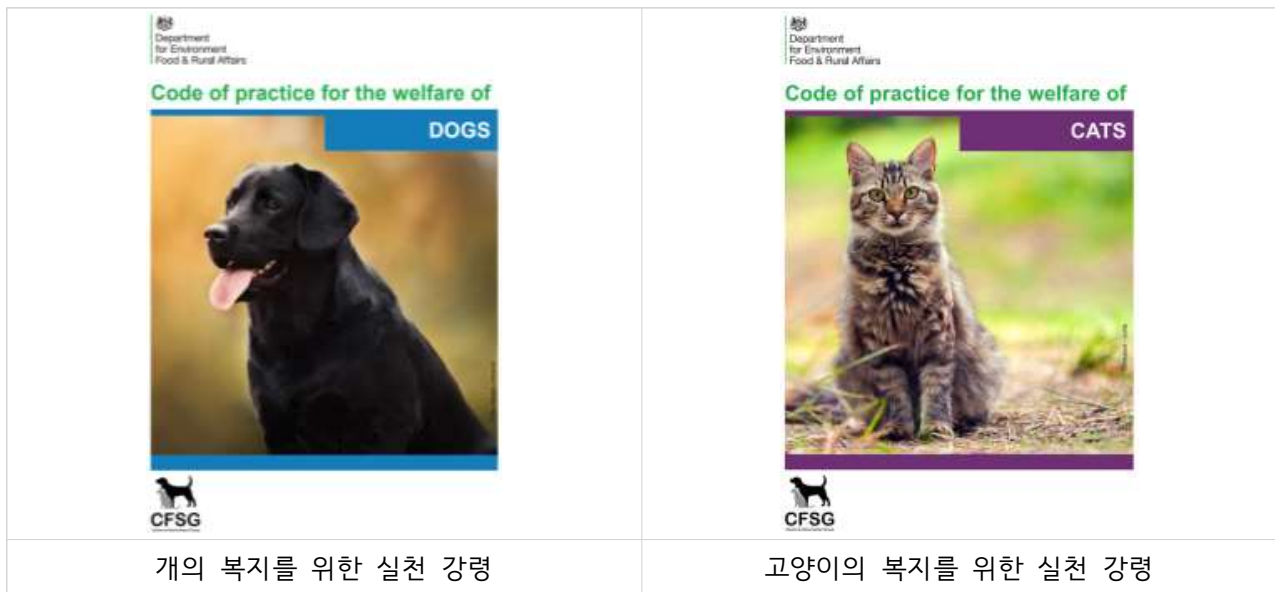 Department
for Environment
Food & Rural Affairs
Code of practice for the welfare of
DOGS
CFSG
개의 복지를 위한 실천 강령
Department
for Environment
Food & Rural Affairs
Code of practice for the welfare of
CATS
CFSG
고양이의 복지를 위한 실천 강령